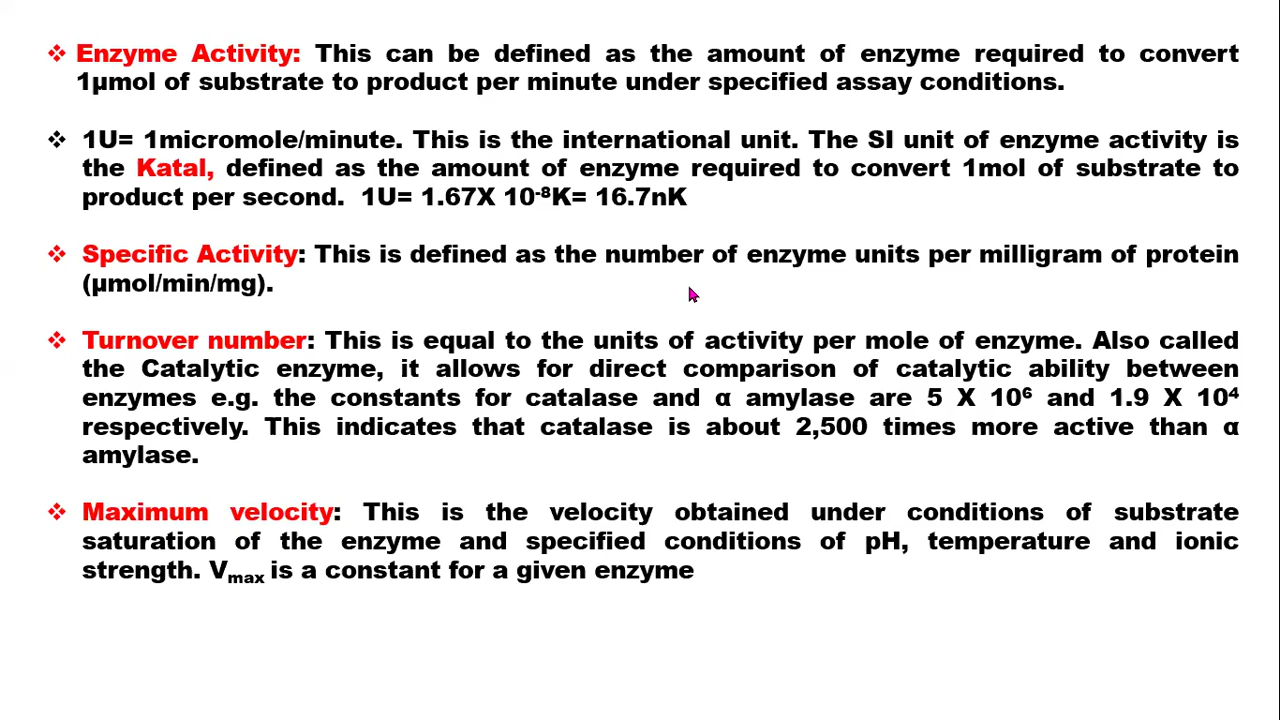 ❖ Enzyme Activity: This can be defined as the amount of enzyme required to convert
1µmol of substrate to product per minute under specified assay conditions.
❖ 1U= 1micromole/minute. This is the international unit. The SI unit of enzyme activity is
the Katal, defined as the amount of enzyme required to convert 1mol of substrate to
product per second. 1U= 1.67X 10⁻⁸K= 16.7nK
❖ Specific Activity: This is defined as the number of enzyme units per milligram of protein
(µmol/min/mg).
❖ Turnover number: This is equal to the units of activity per mole of enzyme. Also called
the Catalytic enzyme, it allows for direct comparison of catalytic ability between
enzymes e.g. the constants for catalase and α amylase are 5 X 10⁶ and 1.9 X 10⁴
respectively. This indicates that catalase is about 2,500 times more active than α
amylase.
❖ Maximum velocity: This is the velocity obtained under conditions of substrate
saturation of the enzyme and specified conditions of pH, temperature and ionic
strength. Vmax is a constant for a given enzyme